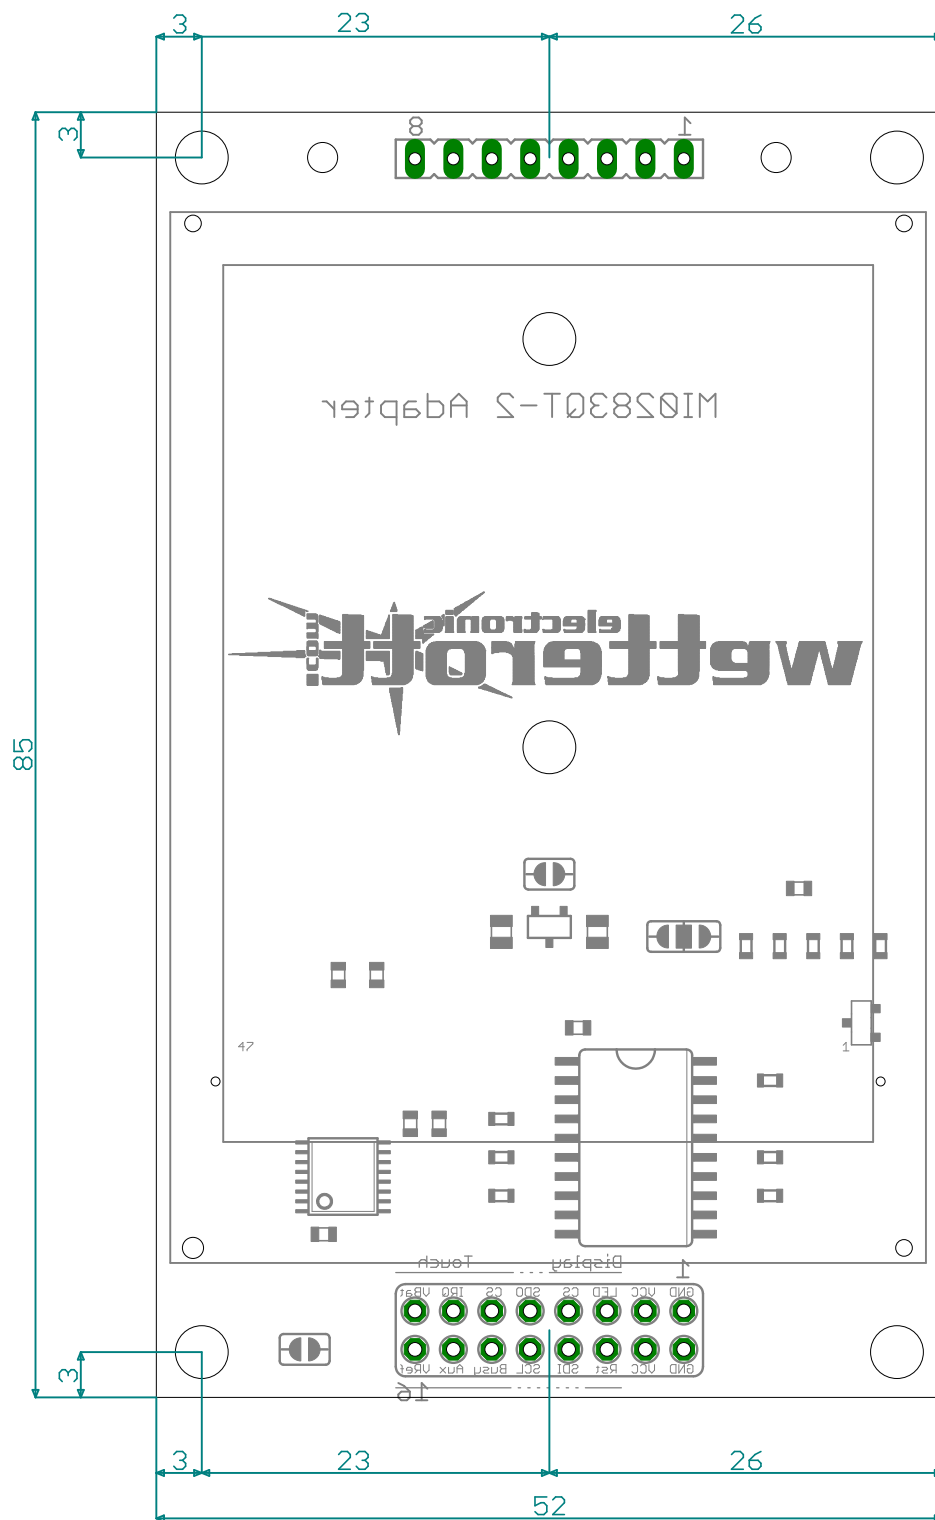 3 23 26
3
8 1
MI0283QT-2 Adapter
electronic
wetterott
.com
85
47 1
Touch Display
1
VBat IRQ CS SDO CS LED VCC GND
VRef Aux Busy SCL SDI Rst VCC GND
16
3
3 23 26
52